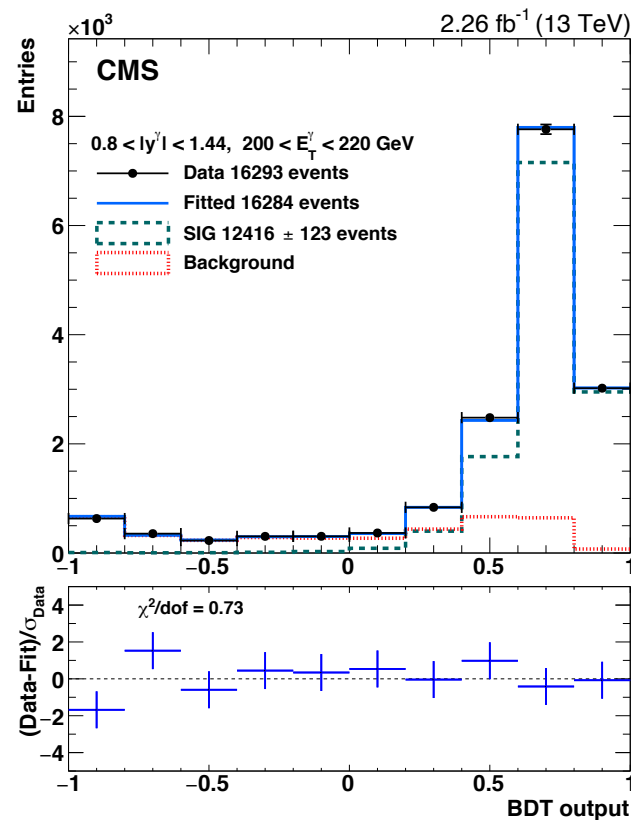 ×10³
2.26 fb⁻¹ (13 TeV)
Entries
CMS
0.8 < |y^γ| < 1.44, 200 < E_T^γ < 220 GeV
Data 16293 events
Fitted 16284 events
SIG 12416 ± 123 events
Background
8
6
4
2
0
−1 −0.5 0 0.5 1
(Data-Fit)/σ_Data
χ²/dof = 0.73
4
2
0
−2
−4
−1 −0.5 0 0.5 1
BDT output